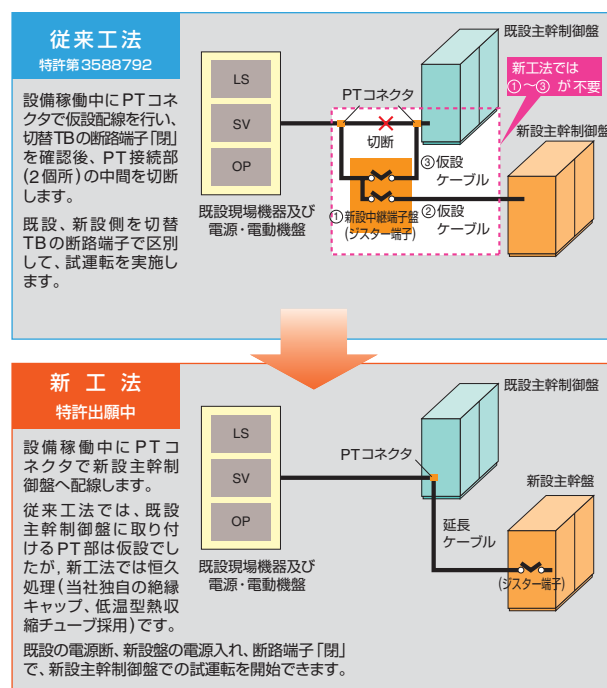 従来工法
特許第3588792
設備稼働中にPTコネ
クタで仮設配線を行い、
切替TBの断路端子「閉」
を確認後、PT接続部
(2個所)の中間を切断
します。
既設、新設側を切替
TBの断路端子で区別
して、試運転を実施し
ます。
LS
SV
OP
既設現場機器及び
電源・電動機盤
PTコネクタ
切断
③仮設
ケーブル
①新設中継端子盤
(ジスター端子)
②仮設
ケーブル
既設主幹制御盤
新工法では
①〜③ が不要
新設主幹制御盤
新工法
特許出願中
設備稼働中にPTコ
ネクタで新設主幹制
御盤へ配線します。
従来工法では、既設
主幹制御盤に取り付
けるPT部は仮設でし
たが,新工法では恒久
処理(当社独自の絶縁
キャップ、低温型熱収
縮チューブ採用)です。
既設の電源断、新設盤の電源入れ、断路端子「閉」
で、新設主幹制御盤での試運転を開始できます。
LS
SV
OP
既設現場機器及び
電源・電動機盤
PTコネクタ
既設主幹制御盤
延長
ケーブル
新設主幹盤
(ジスター端子)